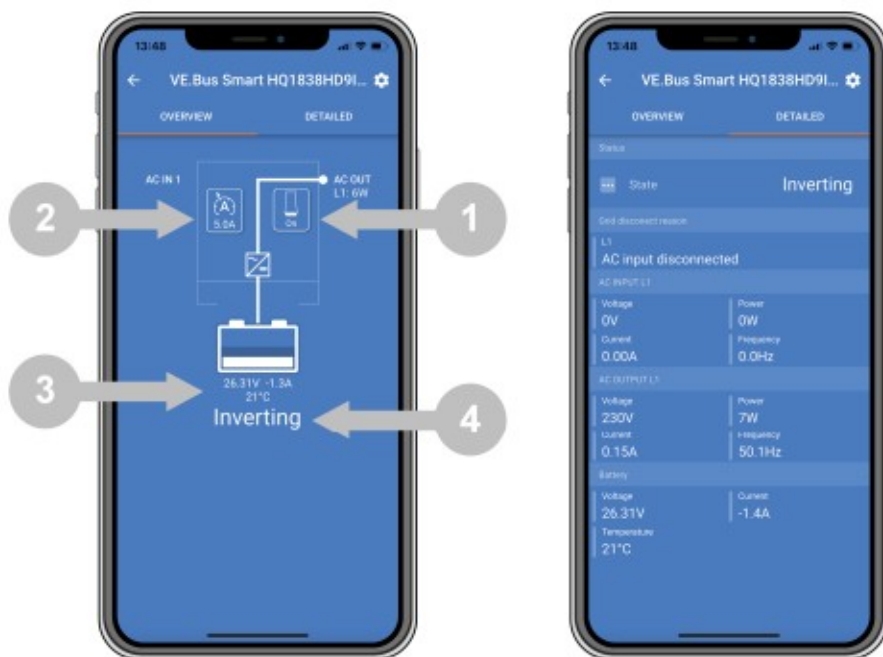 13:48
VE.Bus Smart HQ1838HD9I...
OVERVIEW DETAILED
AC IN 1
AC OUT
L1: 6W
A
5.0A
On
2
1
3
26.31V -1.3A
21°C
Inverting
4
13:48
VE.Bus Smart HQ1838HD9I...
OVERVIEW DETAILED
Status
State Inverting
Grid disconnect reason
L1
AC input disconnected
AC INPUT L1
Voltage Power
0V 0W
Current Frequency
0.00A 0.0Hz
AC OUTPUT L1
Voltage Power
230V 7W
Current Frequency
0.15A 50.1Hz
Battery
Voltage Current
26.31V -1.4A
Temperature
21°C